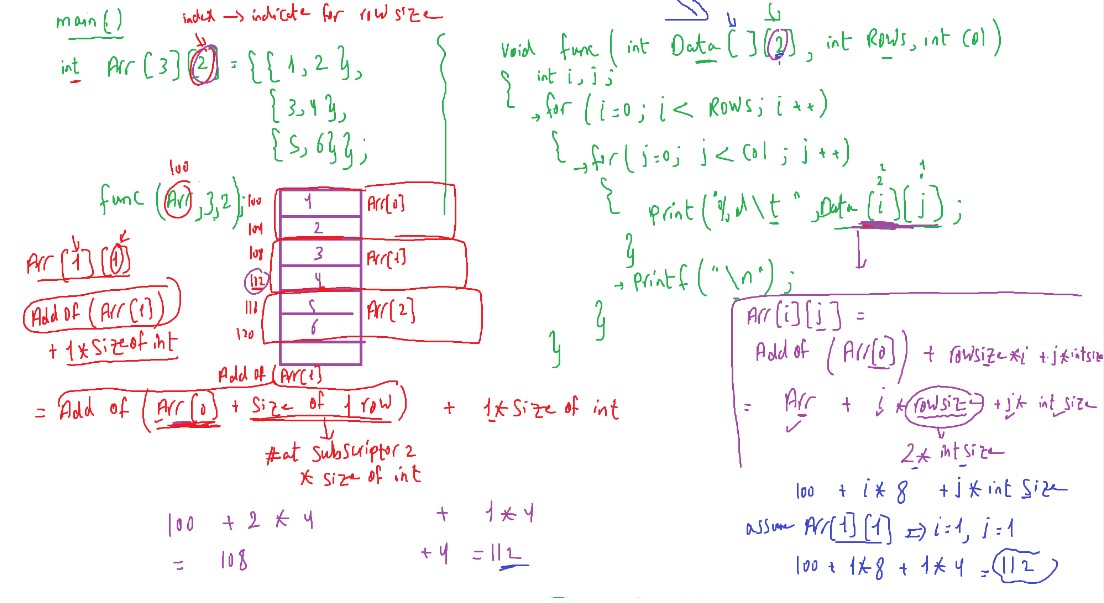 main()
index → indicate for row size
int Arr[3][2] = {{1,2},
{3,4},
{5,6}};
100
func(Arr,3,2);
100 1 Arr[0]
104 2
108 3 Arr[1]
112 4
116 5 Arr[2]
120 6
Arr[1][1]
Add of (Arr[1])
+ 1*Size of int
Add of (Arr[1]
= Add of (Arr[0] + Size of 1 row) + 1*Size of int
#at subscriptor 2
* size of int
100 + 2*4 + 1*4
= 108 +4 = 112
void func(int Data[][2], int Rows, int Col)
{ int i,j;
→ for (i=0; i< Rows; i++)
{ → for(j=0; j< Col; j++)
2 1
{ print("%d\t", Data[i][j]);
}
→ printf("\n");
}
}
Arr[i][j] =
Add of (Arr[0]) + rowsize*i + j*intsize
= Arr + i*(rowsiz) + j* int size
2* intsize
100 + i*8 + j*int Size
assum Arr[1][1] ⇒ i=1, j=1
100 + 1*8 + 1*4 = 112